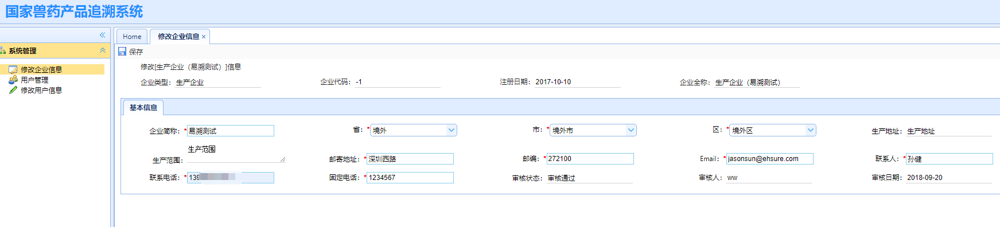 国家兽药产品追溯系统
系统管理
修改企业信息
用户管理
修改用户信息
Home 修改企业信息
保存
修改[生产企业（易溯测试）]信息
企业类型: 生产企业 企业代码: -1 注册日期: 2017-10-10 企业全称: 生产企业（易溯测试）
基本信息
企业简称: *易溯测试 省: *境外 市: *境外市 区: *境外区 生产地址: 生产地址
生产范围: 生产范围 邮寄地址: *深圳西路 邮编: *272100 Email: *jasonsun@ehsure.com 联系人: *孙健
联系电话: *139 固定电话: *1234567 审核状态: 审核通过 审核人: ww 审核日期: 2018-09-20